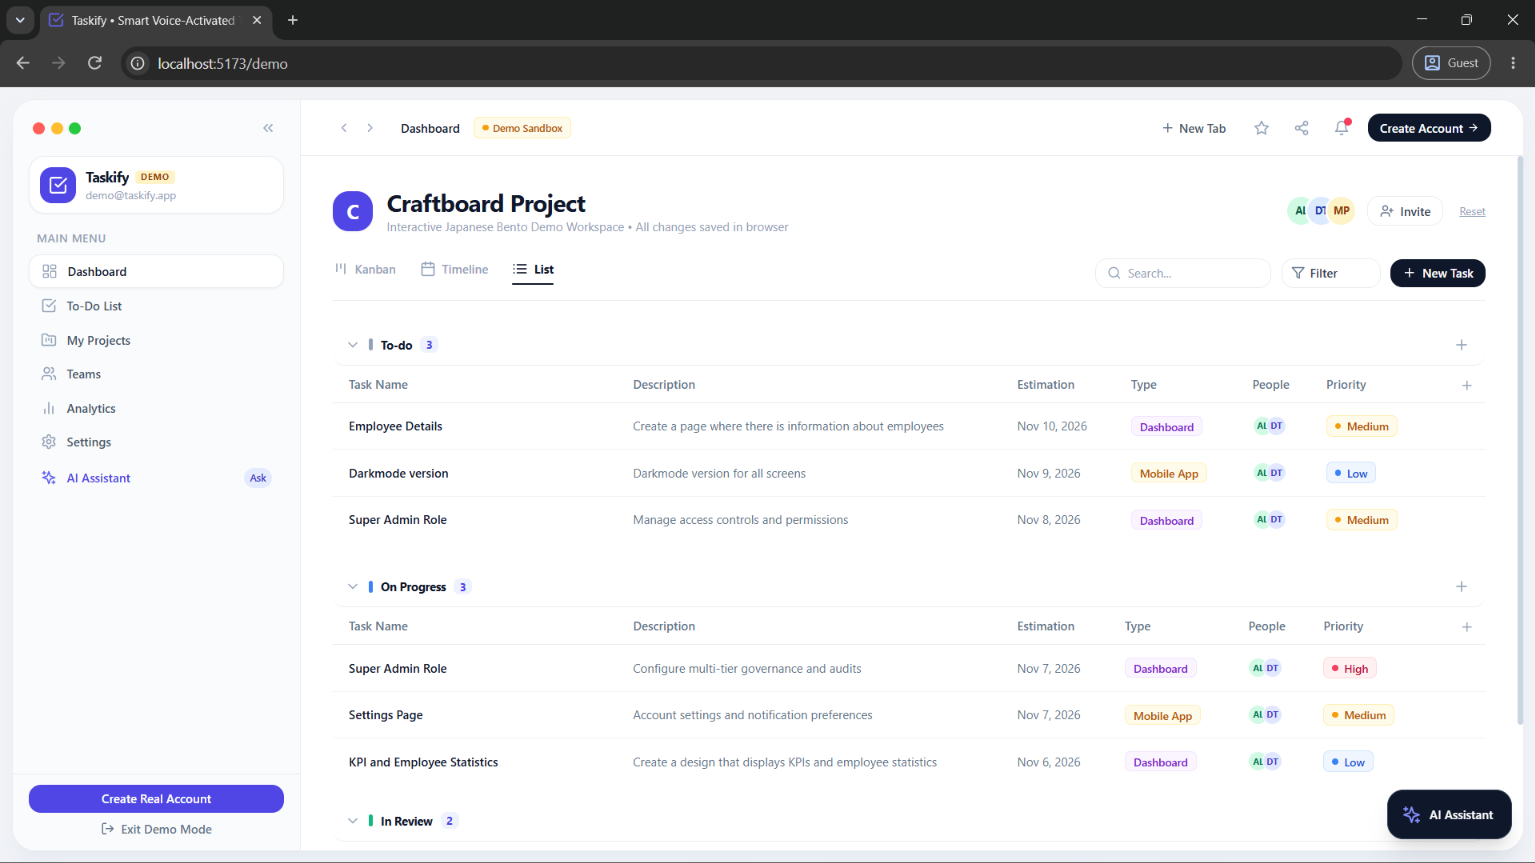 Taskify • Smart Voice-Activated
localhost:5173/demo
Guest
Taskify DEMO
demo@taskify.app
MAIN MENU
Dashboard
To-Do List
My Projects
Teams
Analytics
Settings
AI Assistant Ask
Create Real Account
Exit Demo Mode
Dashboard Demo Sandbox
New Tab
Create Account →
C
Craftboard Project
Interactive Japanese Bento Demo Workspace • All changes saved in browser
AL DT MP
Invite
Reset
Kanban Timeline List
Search...
Filter
+ New Task
To-do 3
Task Name Description Estimation Type People Priority
Employee Details Create a page where there is information about employees Nov 10, 2026 Dashboard AL DT Medium
Darkmode version Darkmode version for all screens Nov 9, 2026 Mobile App AL DT Low
Super Admin Role Manage access controls and permissions Nov 8, 2026 Dashboard AL DT Medium
On Progress 3
Task Name Description Estimation Type People Priority
Super Admin Role Configure multi-tier governance and audits Nov 7, 2026 Dashboard AL DT High
Settings Page Account settings and notification preferences Nov 7, 2026 Mobile App AL DT Medium
KPI and Employee Statistics Create a design that displays KPIs and employee statistics Nov 6, 2026 Dashboard AL DT Low
In Review 2
AI Assistant